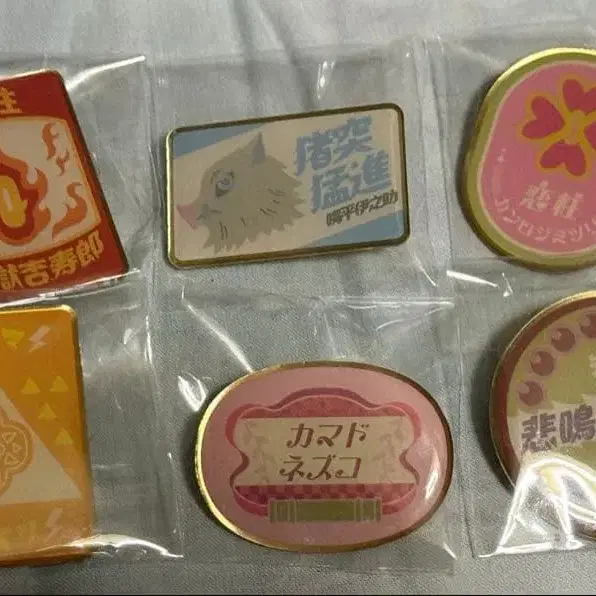 柱
獄杏寿郎
猪突
猛進
嘴平伊之助
恋柱
カンロジミツリ
カマド
ネズコ
悲鳴